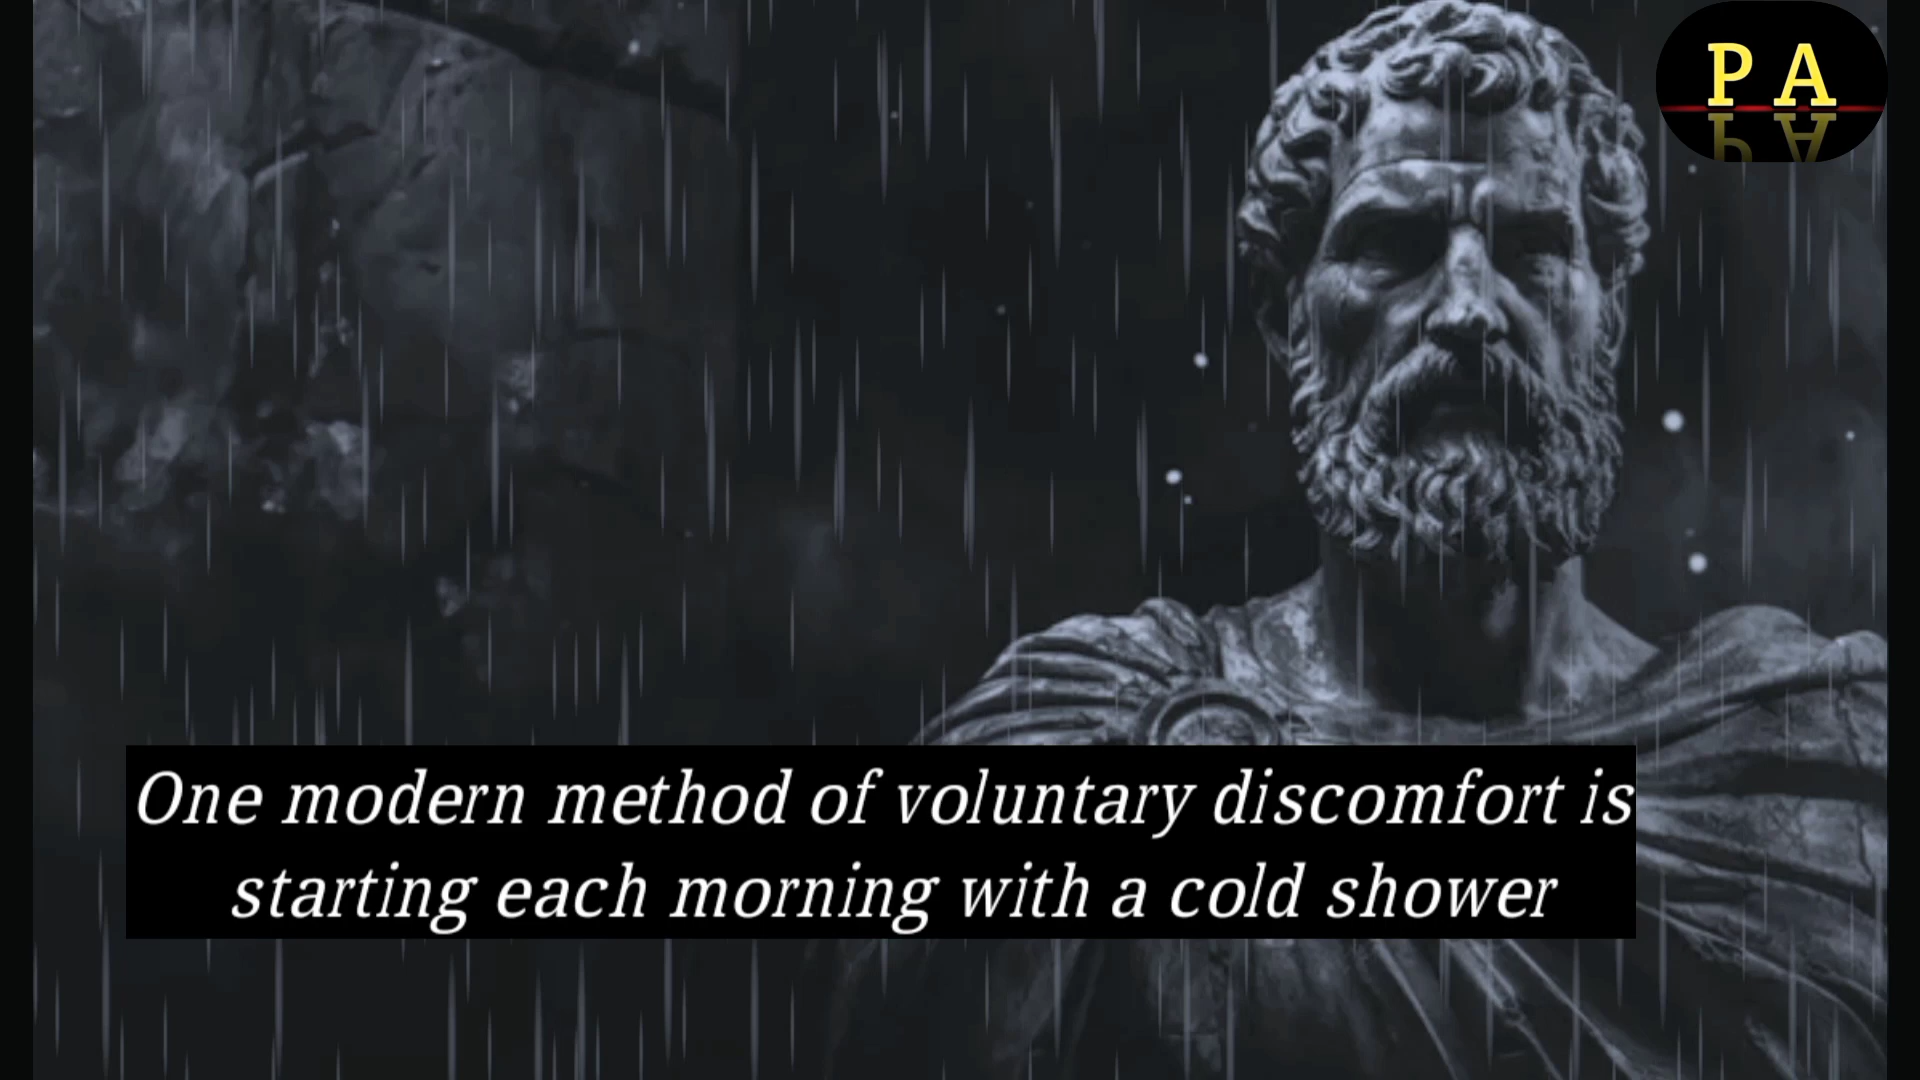 P A
One modern method of voluntary discomfort is
starting each morning with a cold shower